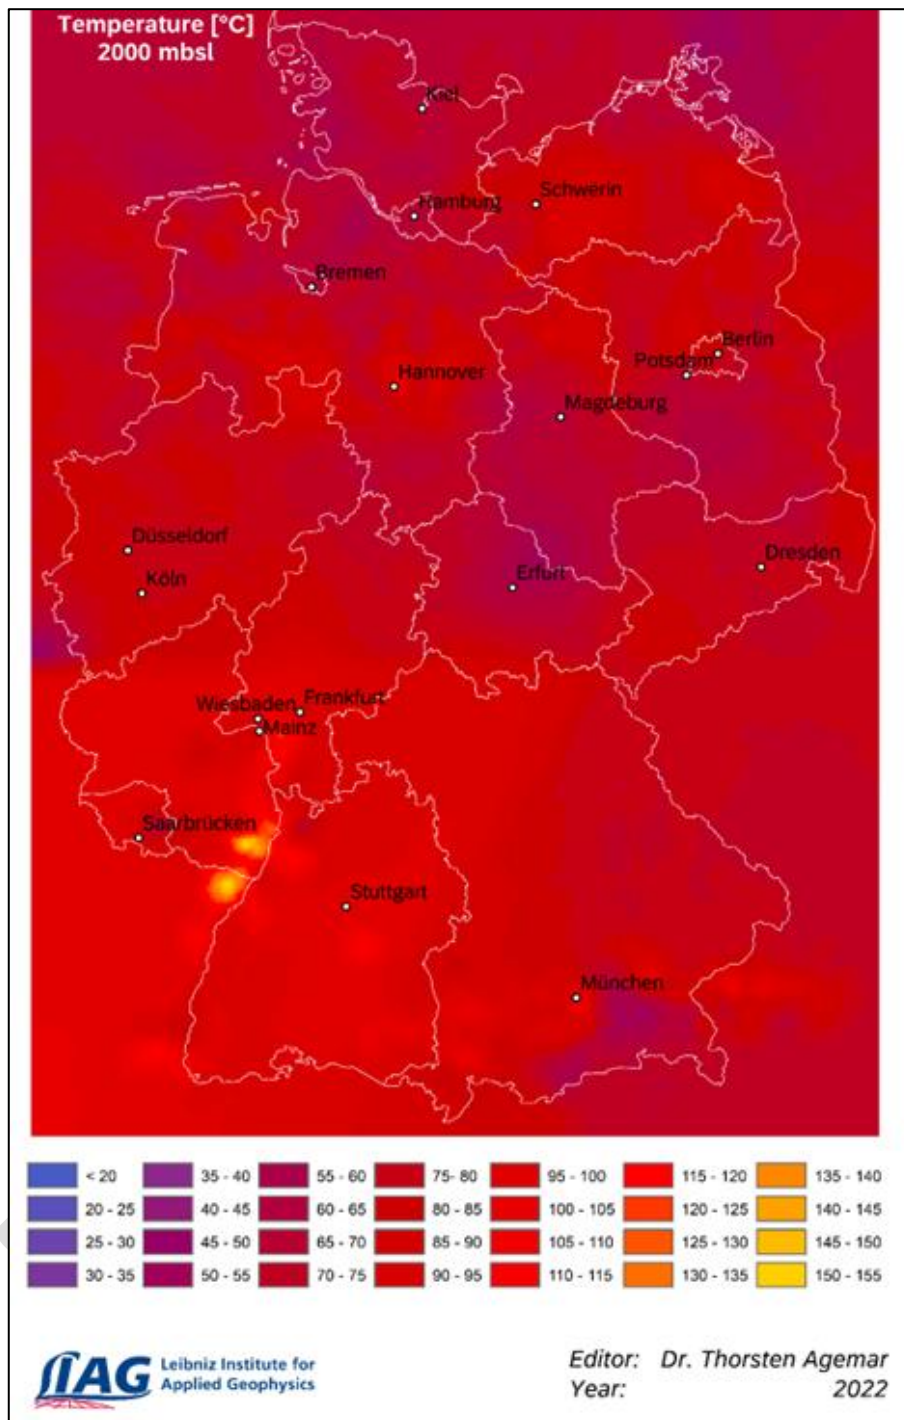 Temperature [°C]
2000 mbsl
Kiel
Schwerin
Hamburg
Bremen
Berlin
Potsdam
Hannover
Magdeburg
Düsseldorf
Dresden
Köln
Erfurt
Wiesbaden
Frankfurt
Mainz
Saarbrücken
Stuttgart
München
< 20 35 - 40 55 - 60 75- 80 95 - 100 115 - 120 135 - 140
20 - 25 40 - 45 60 - 65 80 - 85 100 - 105 120 - 125 140 - 145
25 - 30 45 - 50 65 - 70 85 - 90 105 - 110 125 - 130 145 - 150
30 - 35 50 - 55 70 - 75 90 - 95 110 - 115 130 - 135 150 - 155
LIAG Leibniz Institute for
Applied Geophysics
Editor: Dr. Thorsten Agemar
Year: 2022